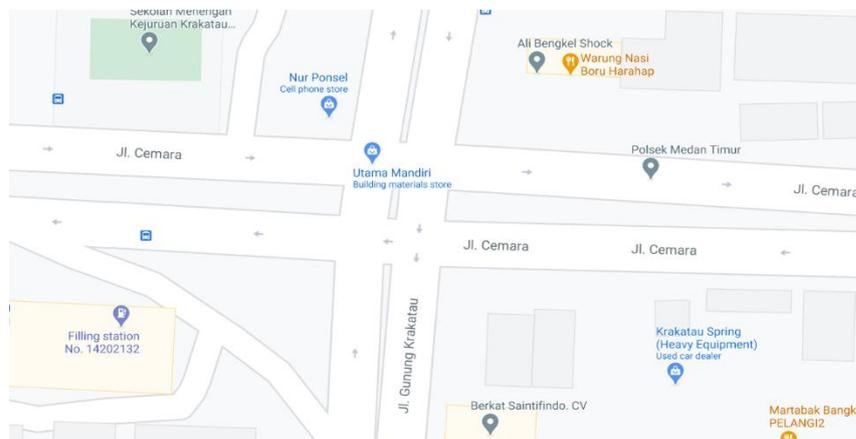 Sekolah Menengah
Kejuruan Krakatau...
Ali Bengkel Shock
Warung Nasi
Boru Harahap
Nur Ponsel
Cell phone store
Jl. Cemara
Polsek Medan Timur
Utama Mandiri
Building materials store
Jl. Cemara
Jl. Cemara
Jl. Cemara
Jl. Gunung Krakatau
Filling station
No. 14202132
Krakatau Spring
(Heavy Equipment)
Used car dealer
Berkat Saintifindo. CV
Martabak Bangk
PELANGI2